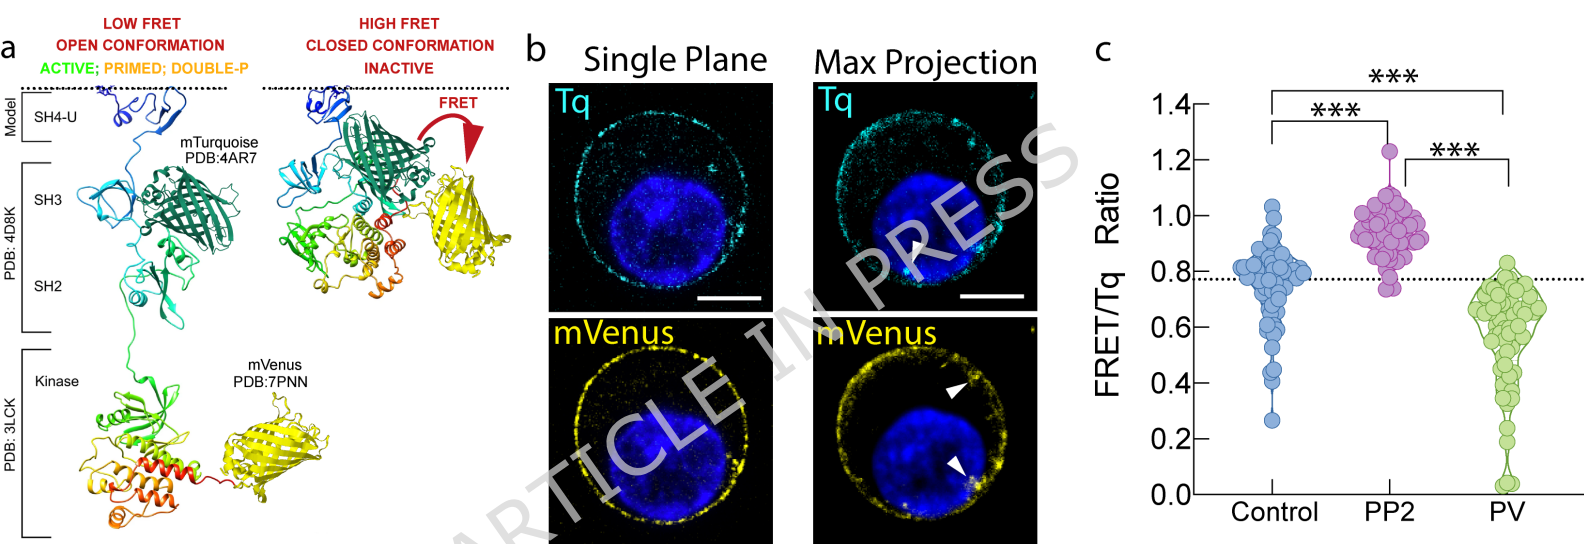 a
LOW FRET
OPEN CONFORMATION
ACTIVE; PRIMED; DOUBLE-P
HIGH FRET
CLOSED CONFORMATION
INACTIVE
FRET
Model
SH4-U
mTurquoise
PDB:4AR7
PDB: 4D8K
SH3
SH2
mVenus
PDB:7PNN
PDB: 3LCK
Kinase
b
Single Plane
Max Projection
Tq
Tq
mVenus
mVenus
c
***
***
***
FRET/Tq Ratio
1.4
1.2
1.0
0.8
0.6
0.4
0.2
0.0
Control
PP2
PV
ARTICLE IN PRESS